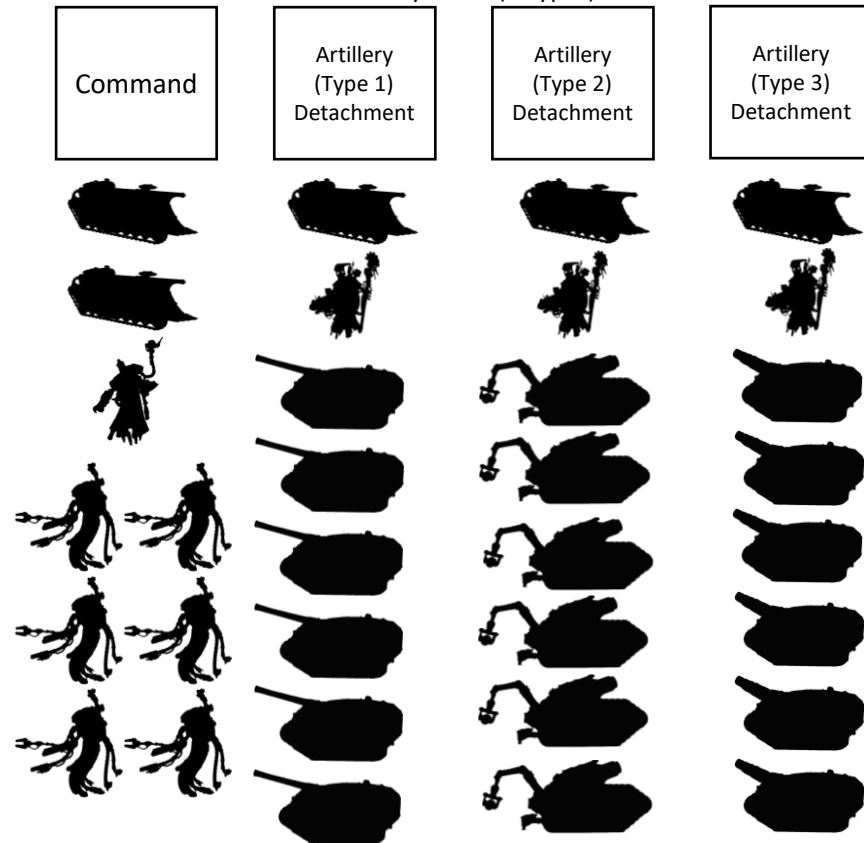 Command
Artillery
(Type 1)
Detachment
Artillery
(Type 2)
Detachment
Artillery
(Type 3)
Detachment